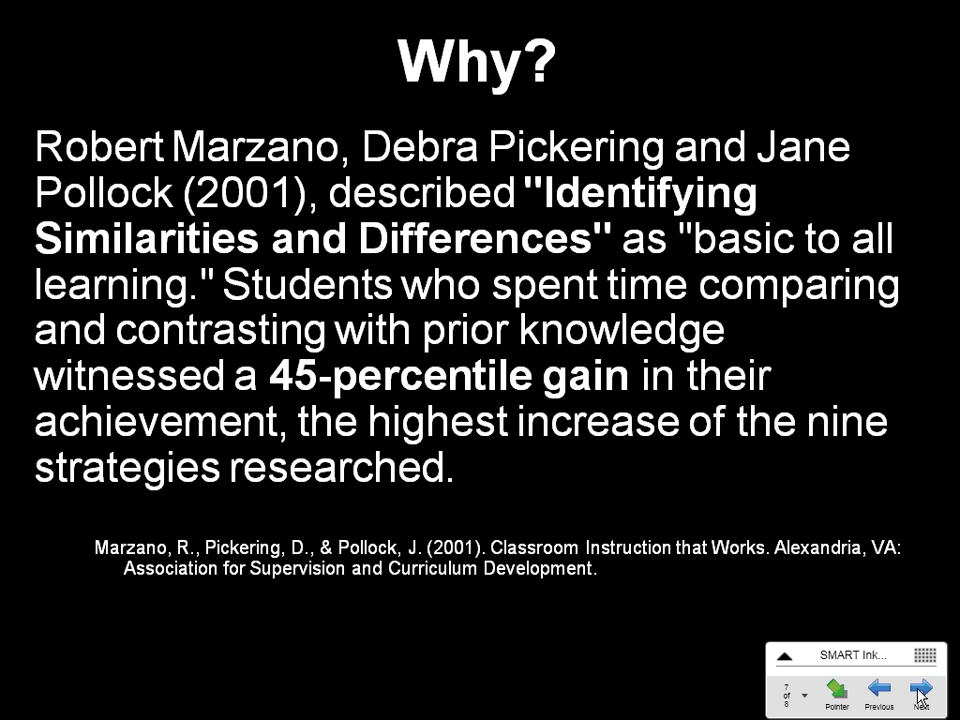 Why?
Robert Marzano, Debra Pickering and Jane
Pollock (2001), described "Identifying
Similarities and Differences" as "basic to all
learning." Students who spent time comparing
and contrasting with prior knowledge
witnessed a 45-percentile gain in their
achievement, the highest increase of the nine
strategies researched.
Marzano, R., Pickering, D., & Pollock, J. (2001). Classroom Instruction that Works. Alexandria, VA:
Association for Supervision and Curriculum Development.
SMART Ink...
7
of
8
Pointer Previous Next